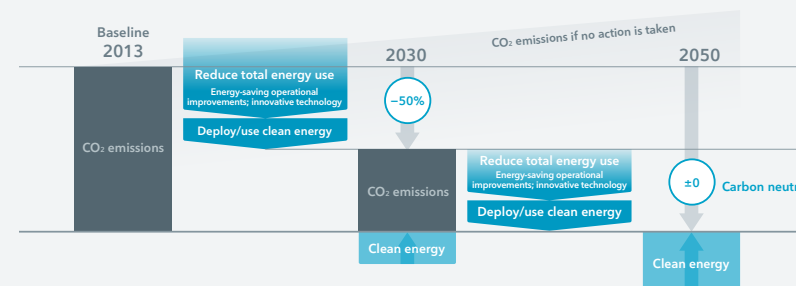 Baseline
2013
CO₂ emissions
Reduce total energy use
Energy-saving operational
improvements; innovative technology
Deploy/use clean energy
2030
−50%
CO₂ emissions
Clean energy
CO₂ emissions if no action is taken
Reduce total energy use
Energy-saving operational
improvements; innovative technology
Deploy/use clean energy
2050
±0
Carbon neutr
Clean energy